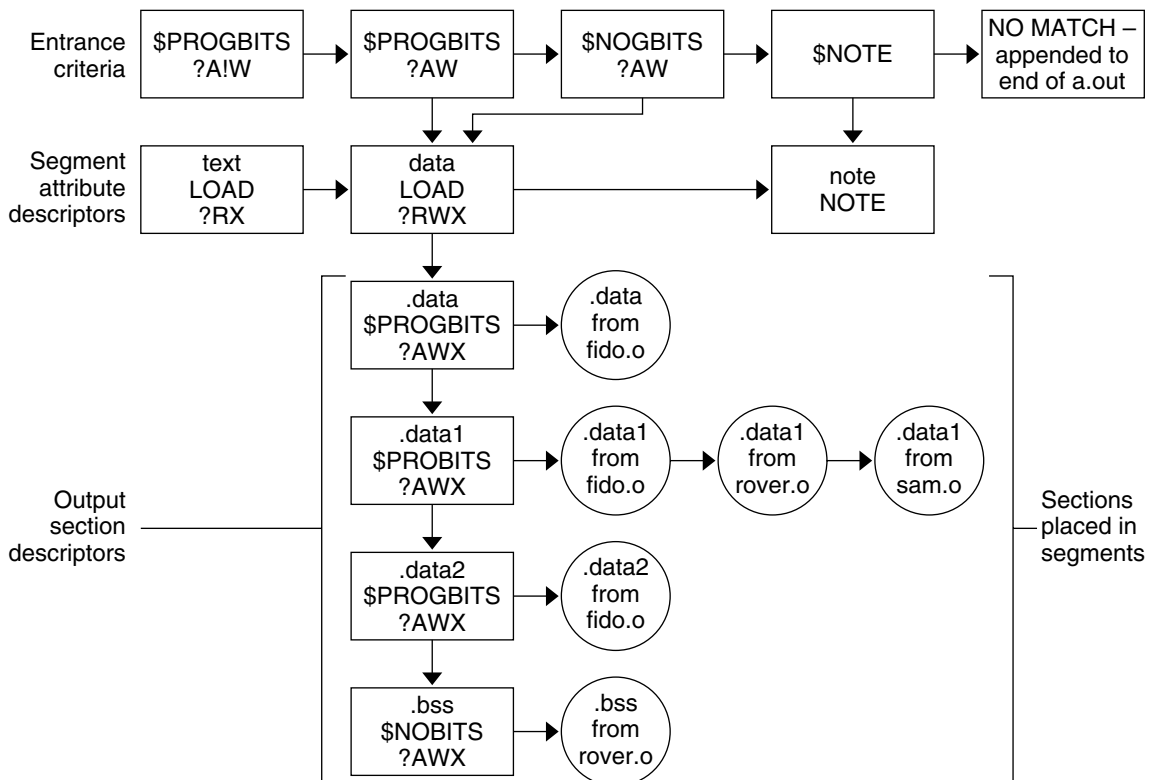 Entrance
criteria
$PROGBITS
?A!W
$PROGBITS
?AW
$NOGBITS
?AW
$NOTE
NO MATCH –
appended to
end of a.out
Segment
attribute
descriptors
text
LOAD
?RX
data
LOAD
?RWX
note
NOTE
.data
$PROGBITS
?AWX
.data
from
fido.o
.data1
$PROBITS
?AWX
.data1
from
fido.o
.data1
from
rover.o
.data1
from
sam.o
Output
section
descriptors
Sections
placed in
segments
.data2
$PROGBITS
?AWX
.data2
from
fido.o
.bss
$NOBITS
?AWX
.bss
from
rover.o